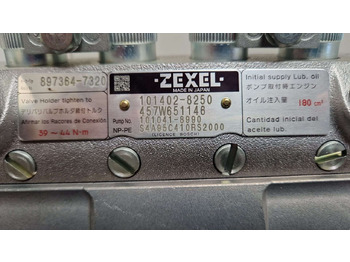 897364-7320
Valve Holder tighten to
デリバリバルブホルダ締付トルク
Afirmar los Racores de Conexión
39～44 N·m
ZEXEL
MADE IN JAPAN
101402-8250
457W651148
Pump No. 101041-8990
NP-PE S4A95C410RS2000
(LICENCE BOSCH)
Initial supply Lub. oil
ポンプ取付時エンジン
オイル注入量 180 cm³
Cantidad inicial del
aceite lub.